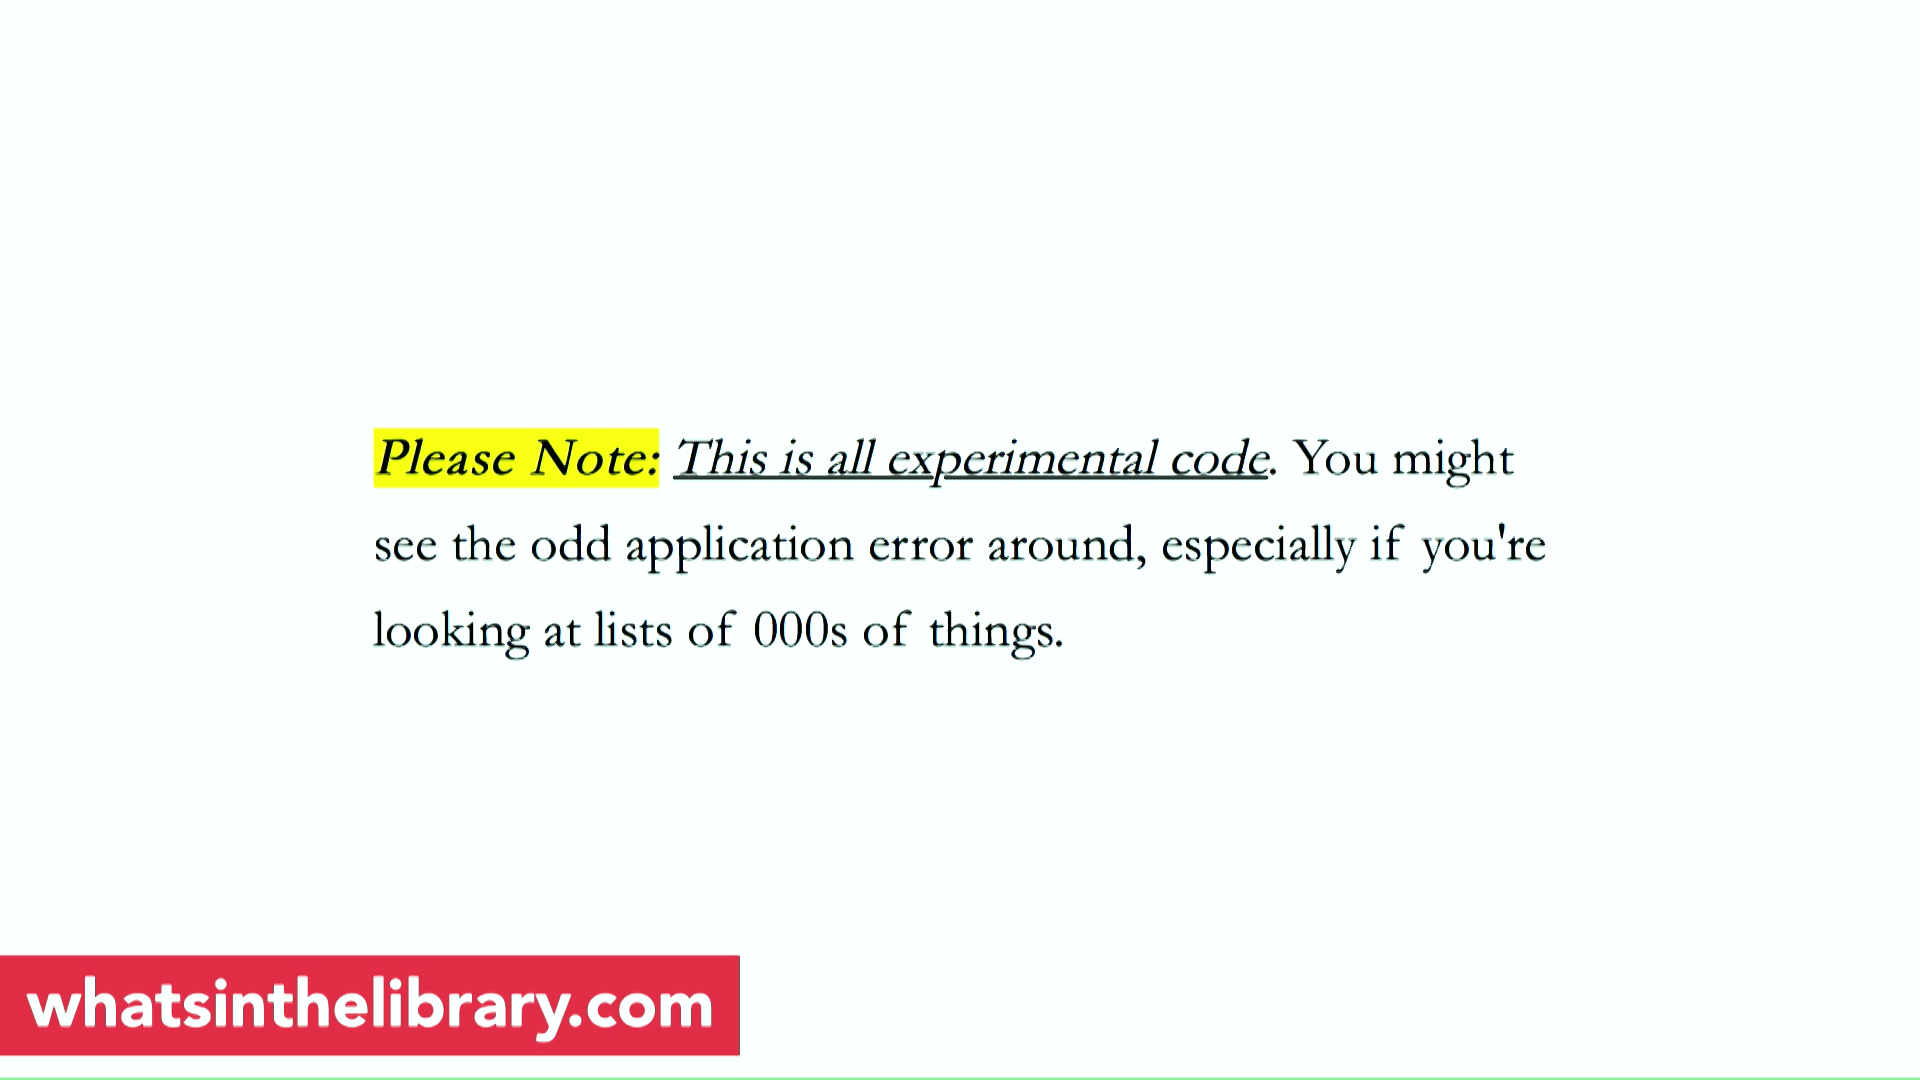 Please Note: This is all experimental code. You might
see the odd application error around, especially if you're
looking at lists of 000s of things.
whatsinthelibrary.com